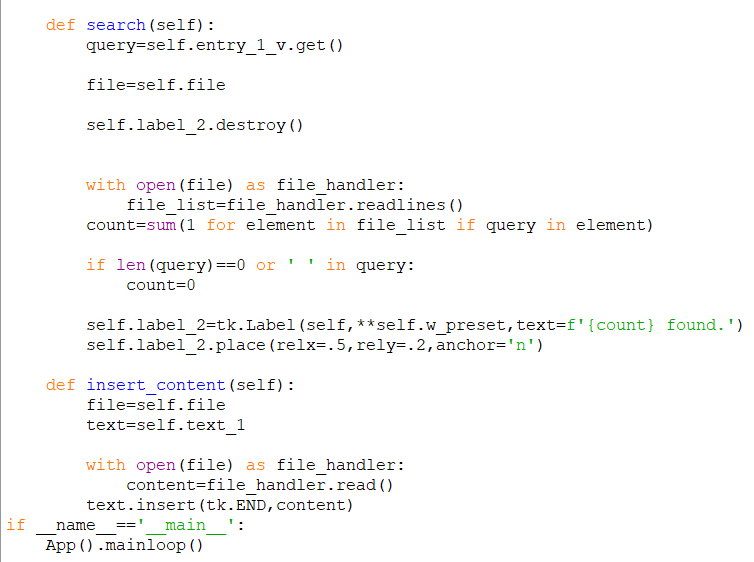 def search(self):
        query=self.entry_1_v.get()

        file=self.file

        self.label_2.destroy()


        with open(file) as file_handler:
            file_list=file_handler.readlines()
        count=sum(1 for element in file_list if query in element)

        if len(query)==0 or ' ' in query:
            count=0

        self.label_2=tk.Label(self,**self.w_preset,text=f'{count} found.')
        self.label_2.place(relx=.5,rely=.2,anchor='n')

    def insert_content(self):
        file=self.file
        text=self.text_1

        with open(file) as file_handler:
            content=file_handler.read()
        text.insert(tk.END,content)
if __name__=='__main__':
    App().mainloop()